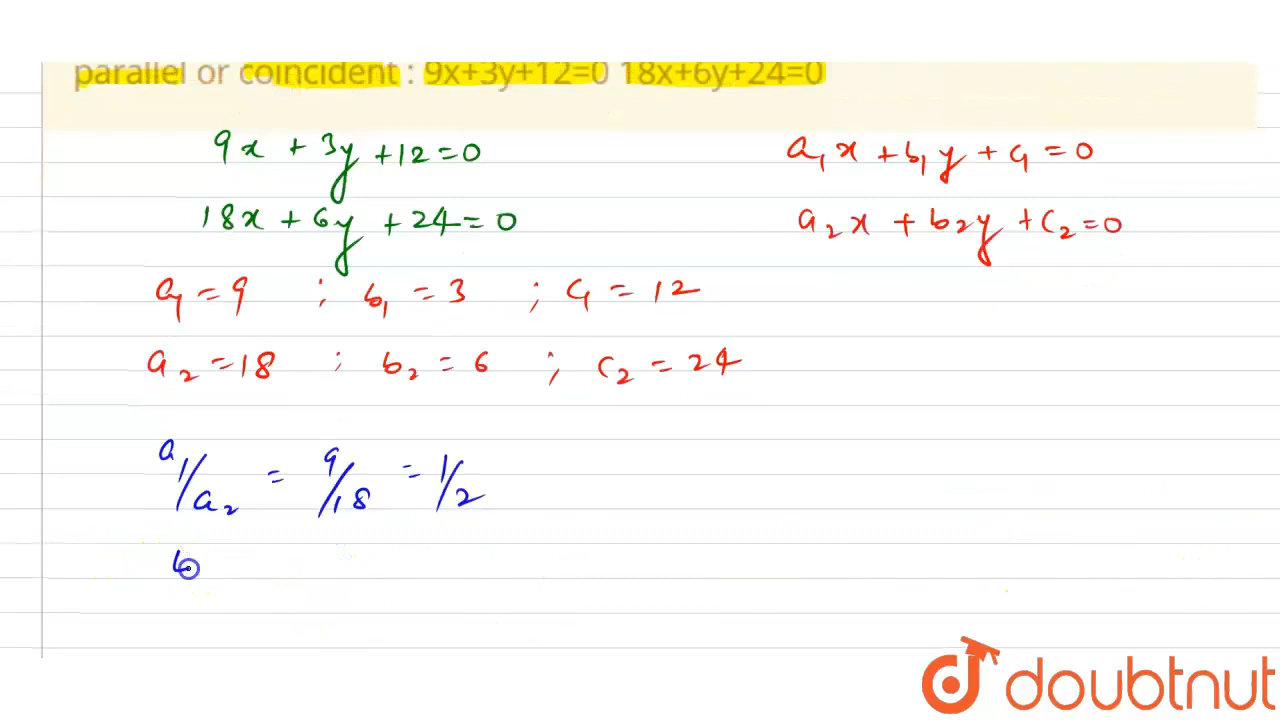 parallel or coincident : 9x+3y+12=0 18x+6y+24=0
9x + 3y + 12 = 0
a₁x + b₁y + c₁ = 0
18x + 6y + 24 = 0
a₂x + b₂y + c₂ = 0
a₁ = 9 ; b₁ = 3 ; c₁ = 12
a₂ = 18 ; b₂ = 6 ; c₂ = 24
a₁/a₂ = 9/18 = 1/2
b
doubtnut